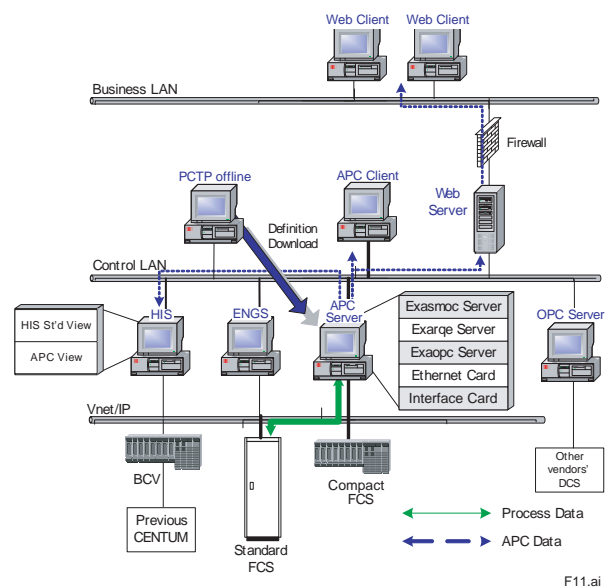 Web Client
Web Client
Business LAN
Firewall
PCTP offline
APC Client
Web
Server
Definition
Download
Control LAN
HIS St'd View
APC View
HIS
ENGS
APC
Server
Exasmoc Server
Exarqe Server
Exaopc Server
Ethernet Card
Interface Card
OPC Server
Vnet/IP
BCV
Previous
CENTUM
Standard
FCS
Compact
FCS
Other
vendors'
DCS
Process Data
APC Data
F11.ai